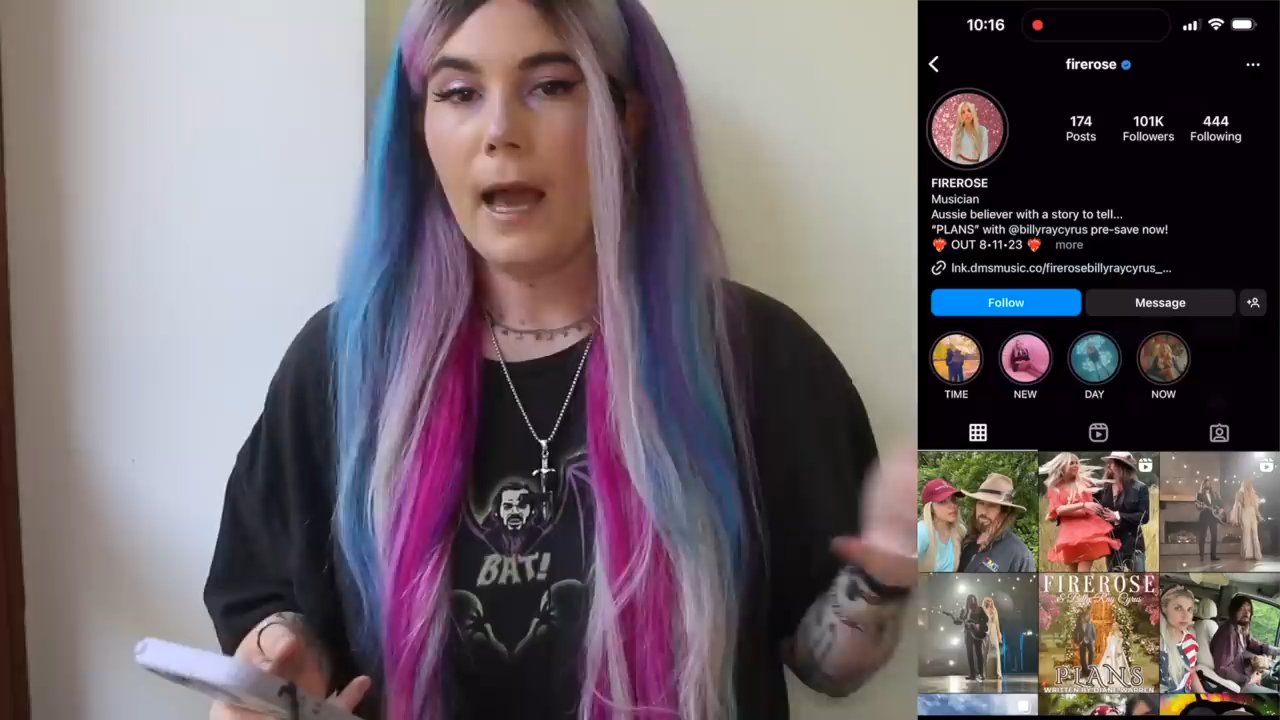 BAT!
10:16
firerose
174
101K
444
Posts
Followers
Following
FIREROSE
Musician
Aussie believer with a story to tell...
“PLANS” with @billyraycyrus pre-save now!
OUT 8•11•23
more
lnk.dmsmusic.co/firerosebillyraycyrus_...
Follow
Message
TIME
NEW
DAY
NOW
FIREROSE
& Billy Ray Cyrus
PLANS
WRITTEN BY DIANE WARREN